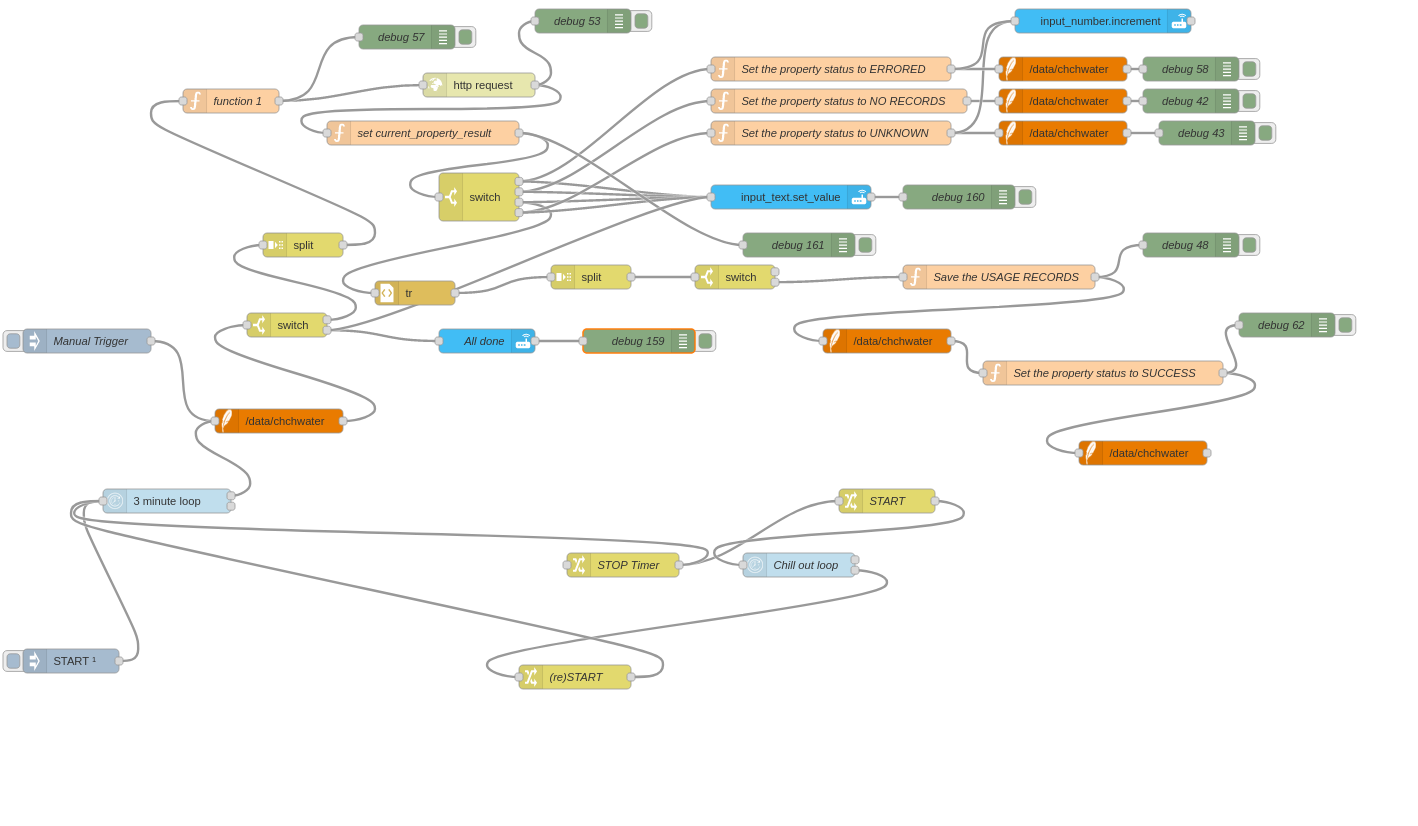 debug 53
input_number.increment
debug 57
Set the property status to ERRORED
/data/chchwater
debug 58
http request
function 1
Set the property status to NO RECORDS
/data/chchwater
debug 42
set current_property_result
Set the property status to UNKNOWN
/data/chchwater
debug 43
switch
input_text.set_value
debug 160
split
debug 161
debug 48
split
switch
Save the USAGE RECORDS
tr
switch
debug 62
Manual Trigger
All done
debug 159
/data/chchwater
Set the property status to SUCCESS
/data/chchwater
/data/chchwater
3 minute loop
START
STOP Timer
Chill out loop
START ¹
(re)START